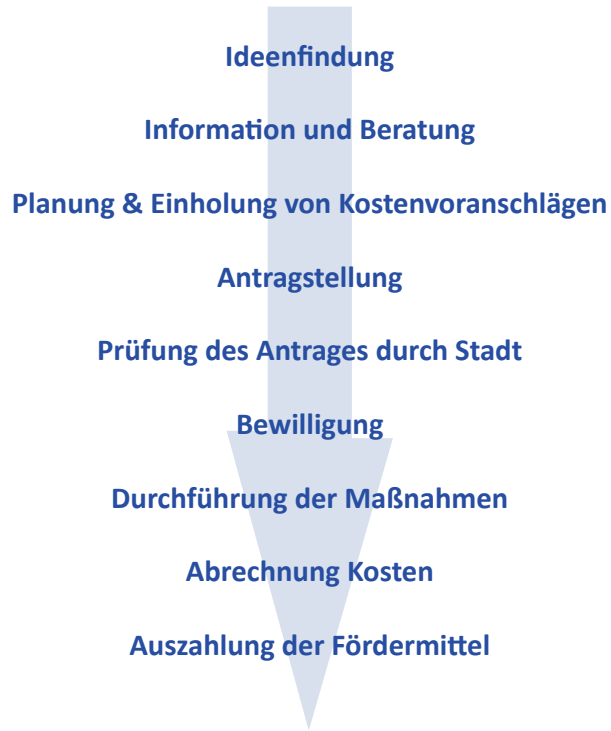 Ideenfindung
Information und Beratung
Planung & Einholung von Kostenvoranschlägen
Antragstellung
Prüfung des Antrages durch Stadt
Bewilligung
Durchführung der Maßnahmen
Abrechnung Kosten
Auszahlung der Fördermittel